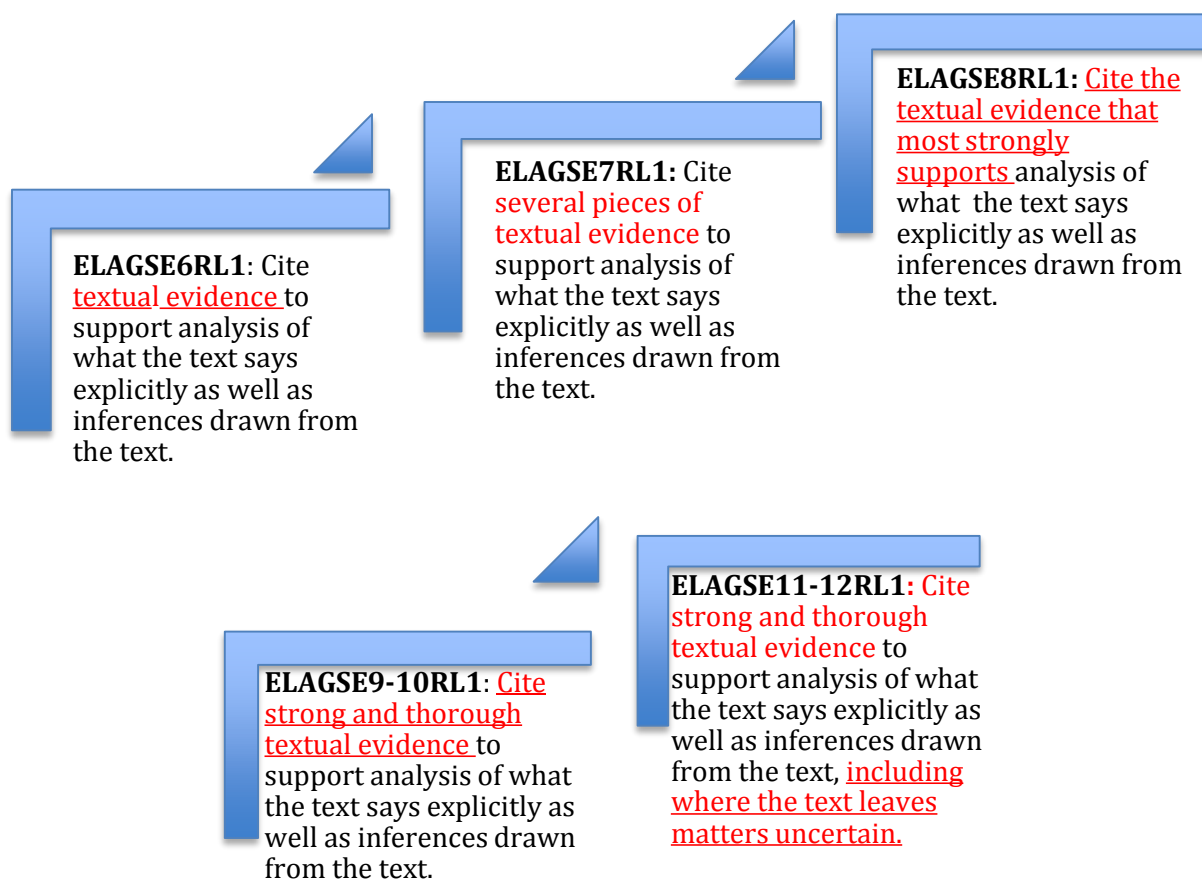 ELAGSE6RL1: Cite
textual evidence to
support analysis of
what the text says
explicitly as well as
inferences drawn from
the text.
ELAGSE7RL1: Cite
several pieces of
textual evidence to
support analysis of
what the text says
explicitly as well as
inferences drawn from
the text.
ELAGSE8RL1: Cite the
textual evidence that
most strongly
supports analysis of
what the text says
explicitly as well as
inferences drawn from
the text.
ELAGSE9-10RL1: Cite
strong and thorough
textual evidence to
support analysis of what
the text says explicitly as
well as inferences drawn
from the text.
ELAGSE11-12RL1: Cite
strong and thorough
textual evidence to
support analysis of what
the text says explicitly as
well as inferences drawn
from the text, including
where the text leaves
matters uncertain.